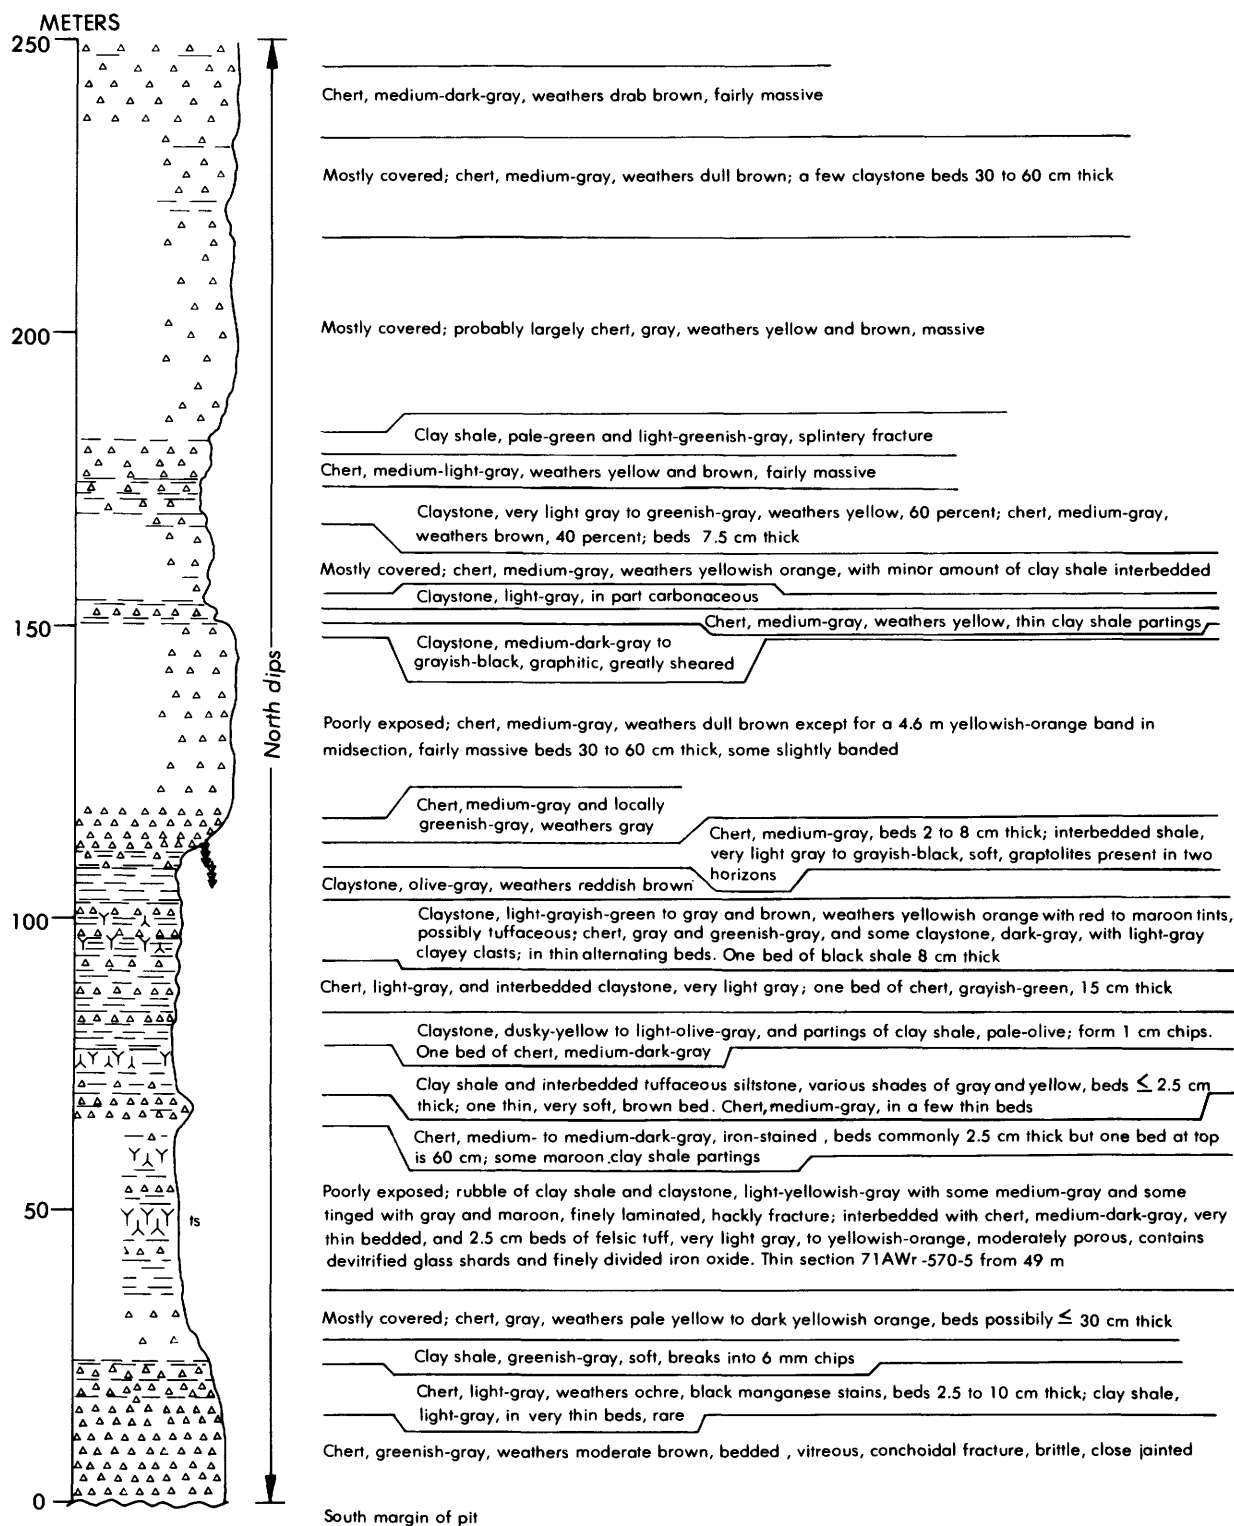 METERS
250
Chert, medium-dark-gray, weathers drab brown, fairly massive
Mostly covered; chert, medium-gray, weathers dull brown; a few claystone beds 30 to 60 cm thick
200
Mostly covered; probably largely chert, gray, weathers yellow and brown, massive
Clay shale, pale-green and light-greenish-gray, splintery fracture
Chert, medium-light-gray, weathers yellow and brown, fairly massive
Claystone, very light gray to greenish-gray, weathers yellow, 60 percent; chert, medium-gray,
weathers brown, 40 percent; beds 7.5 cm thick
Mostly covered; chert, medium-gray, weathers yellowish orange, with minor amount of clay shale interbedded
Claystone, light-gray, in part carbonaceous
150
Chert, medium-gray, weathers yellow, thin clay shale partings
Claystone, medium-dark-gray to
grayish-black, graphitic, greatly sheared
North dips
Poorly exposed; chert, medium-gray, weathers dull brown except for a 4.6 m yellowish-orange band in
midsection, fairly massive beds 30 to 60 cm thick, some slightly banded
Chert, medium-gray and locally
greenish-gray, weathers gray
Chert, medium-gray, beds 2 to 8 cm thick; interbedded shale,
very light gray to grayish-black, soft, graptolites present in two
horizons
Claystone, olive-gray, weathers reddish brown
100
Claystone, light-grayish-green to gray and brown, weathers yellowish orange with red to maroon tints,
possibly tuffaceous; chert, gray and greenish-gray, and some claystone, dark-gray, with light-gray
clayey clasts; in thin alternating beds. One bed of black shale 8 cm thick
Chert, light-gray, and interbedded claystone, very light gray; one bed of chert, grayish-green, 15 cm thick
Claystone, dusky-yellow to light-olive-gray, and partings of clay shale, pale-olive; form 1 cm chips.
One bed of chert, medium-dark-gray
Clay shale and interbedded tuffaceous siltstone, various shades of gray and yellow, beds ≤ 2.5 cm
thick; one thin, very soft, brown bed. Chert, medium-gray, in a few thin beds
Chert, medium- to medium-dark-gray, iron-stained , beds commonly 2.5 cm thick but one bed at top
is 60 cm; some maroon clay shale partings
50
ts
Poorly exposed; rubble of clay shale and claystone, light-yellowish-gray with some medium-gray and some
tinged with gray and maroon, finely laminated, hackly fracture; interbedded with chert, medium-dark-gray, very
thin bedded, and 2.5 cm beds of felsic tuff, very light gray, to yellowish-orange, moderately porous, contains
devitrified glass shards and finely divided iron oxide. Thin section 71AWr -570-5 from 49 m
Mostly covered; chert, gray, weathers pale yellow to dark yellowish orange, beds possibily ≤ 30 cm thick
Clay shale, greenish-gray, soft, breaks into 6 mm chips
Chert, light-gray, weathers ochre, black manganese stains, beds 2.5 to 10 cm thick; clay shale,
light-gray, in very thin beds, rare
Chert, greenish-gray, weathers moderate brown, bedded , vitreous, conchoidal fracture, brittle, close jainted
0
South margin of pit